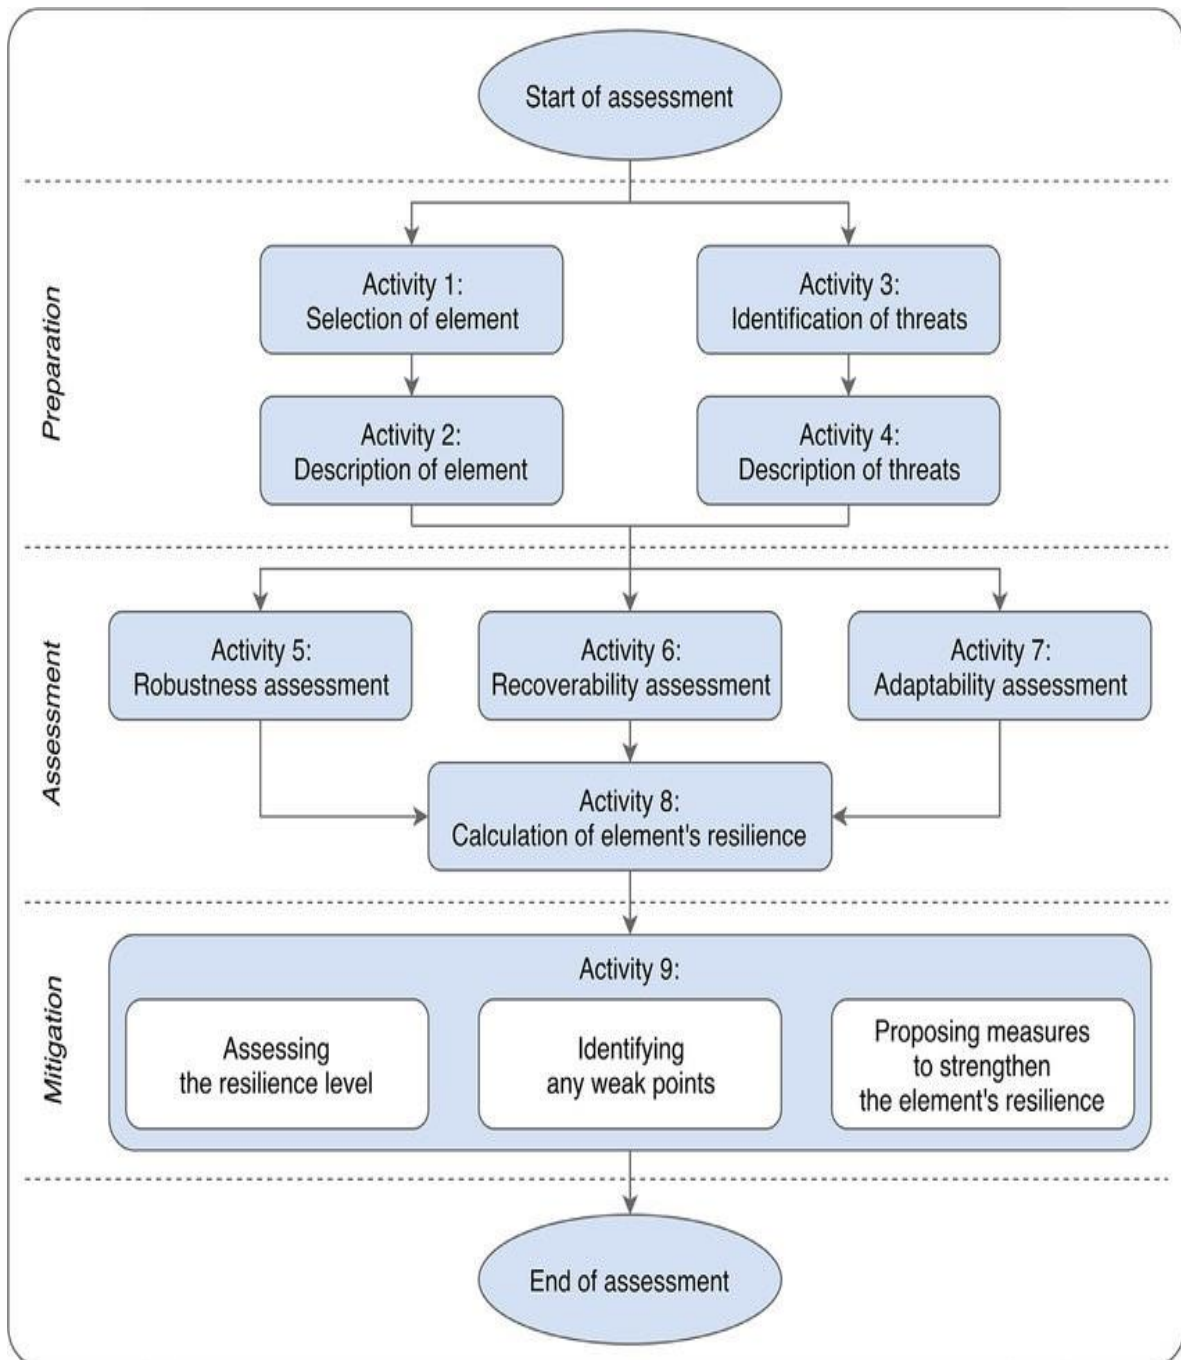 Start of assessment
Preparation
Activity 1:
Selection of element
Activity 3:
Identification of threats
Activity 2:
Description of element
Activity 4:
Description of threats
Assessment
Activity 5:
Robustness assessment
Activity 6:
Recoverability assessment
Activity 7:
Adaptability assessment
Activity 8:
Calculation of element's resilience
Mitigation
Activity 9:
Assessing
the resilience level
Identifying
any weak points
Proposing measures
to strengthen
the element's resilience
End of assessment